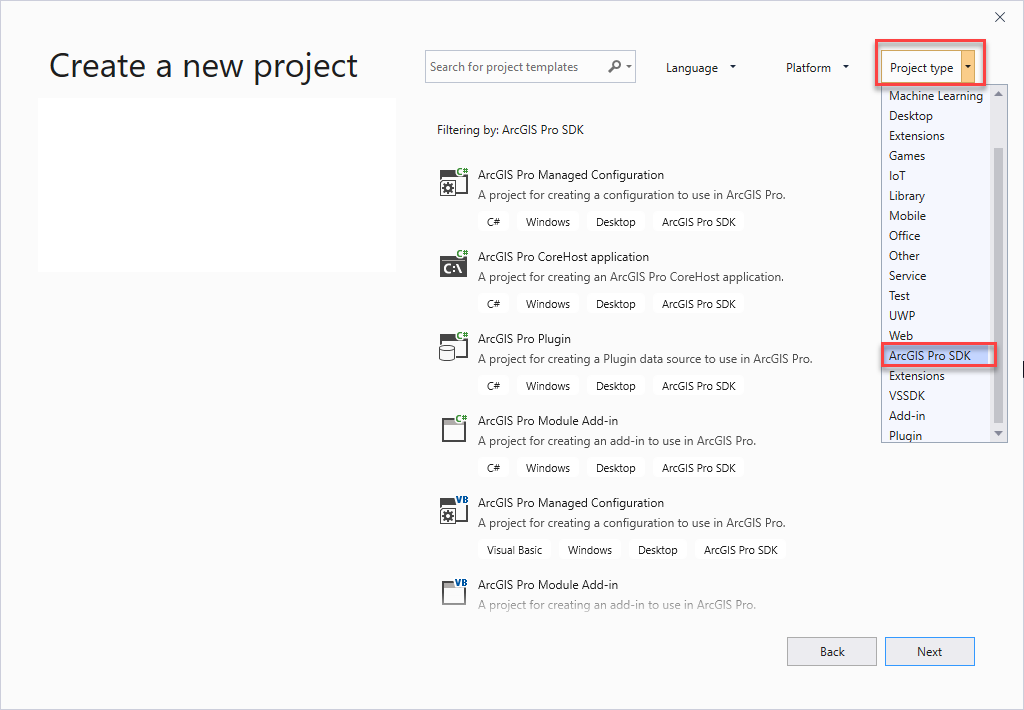 Create a new project
Search for project templates
Language
Platform
Project type
Filtering by: ArcGIS Pro SDK
C#
ArcGIS Pro Managed Configuration
A project for creating a configuration to use in ArcGIS Pro.
C# Windows Desktop ArcGIS Pro SDK
C#
C:\
ArcGIS Pro CoreHost application
A project for creating an ArcGIS Pro CoreHost application.
C# Windows Desktop ArcGIS Pro SDK
C#
ArcGIS Pro Plugin
A project for creating a Plugin data source to use in ArcGIS Pro.
C# Windows Desktop ArcGIS Pro SDK
C#
ArcGIS Pro Module Add-in
A project for creating an add-in to use in ArcGIS Pro.
C# Windows Desktop ArcGIS Pro SDK
VB
ArcGIS Pro Managed Configuration
A project for creating a configuration to use in ArcGIS Pro.
Visual Basic Windows Desktop ArcGIS Pro SDK
VB
ArcGIS Pro Module Add-in
A project for creating an add-in to use in ArcGIS Pro.
Machine Learning
Desktop
Extensions
Games
IoT
Library
Mobile
Office
Other
Service
Test
UWP
Web
ArcGIS Pro SDK
Extensions
VSSDK
Add-in
Plugin
Back
Next